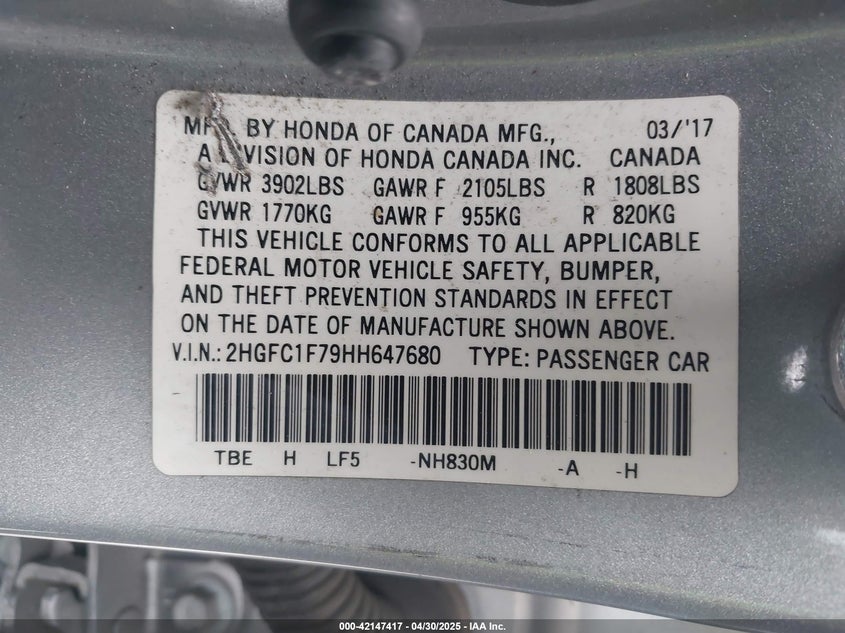 MFD. BY HONDA OF CANADA MFG., 03/'17
A DIVISION OF HONDA CANADA INC. CANADA
GVWR 3902LBS GAWR F 2105LBS R 1808LBS
GVWR 1770KG GAWR F 955KG R 820KG
THIS VEHICLE CONFORMS TO ALL APPLICABLE
FEDERAL MOTOR VEHICLE SAFETY, BUMPER,
AND THEFT PREVENTION STANDARDS IN EFFECT
ON THE DATE OF MANUFACTURE SHOWN ABOVE.
V.I.N.: 2HGFC1F79HH647680 TYPE: PASSENGER CAR
TBE H LF5 -NH830M -A -H
000-42147417 | 04/30/2025 | IAA Inc.